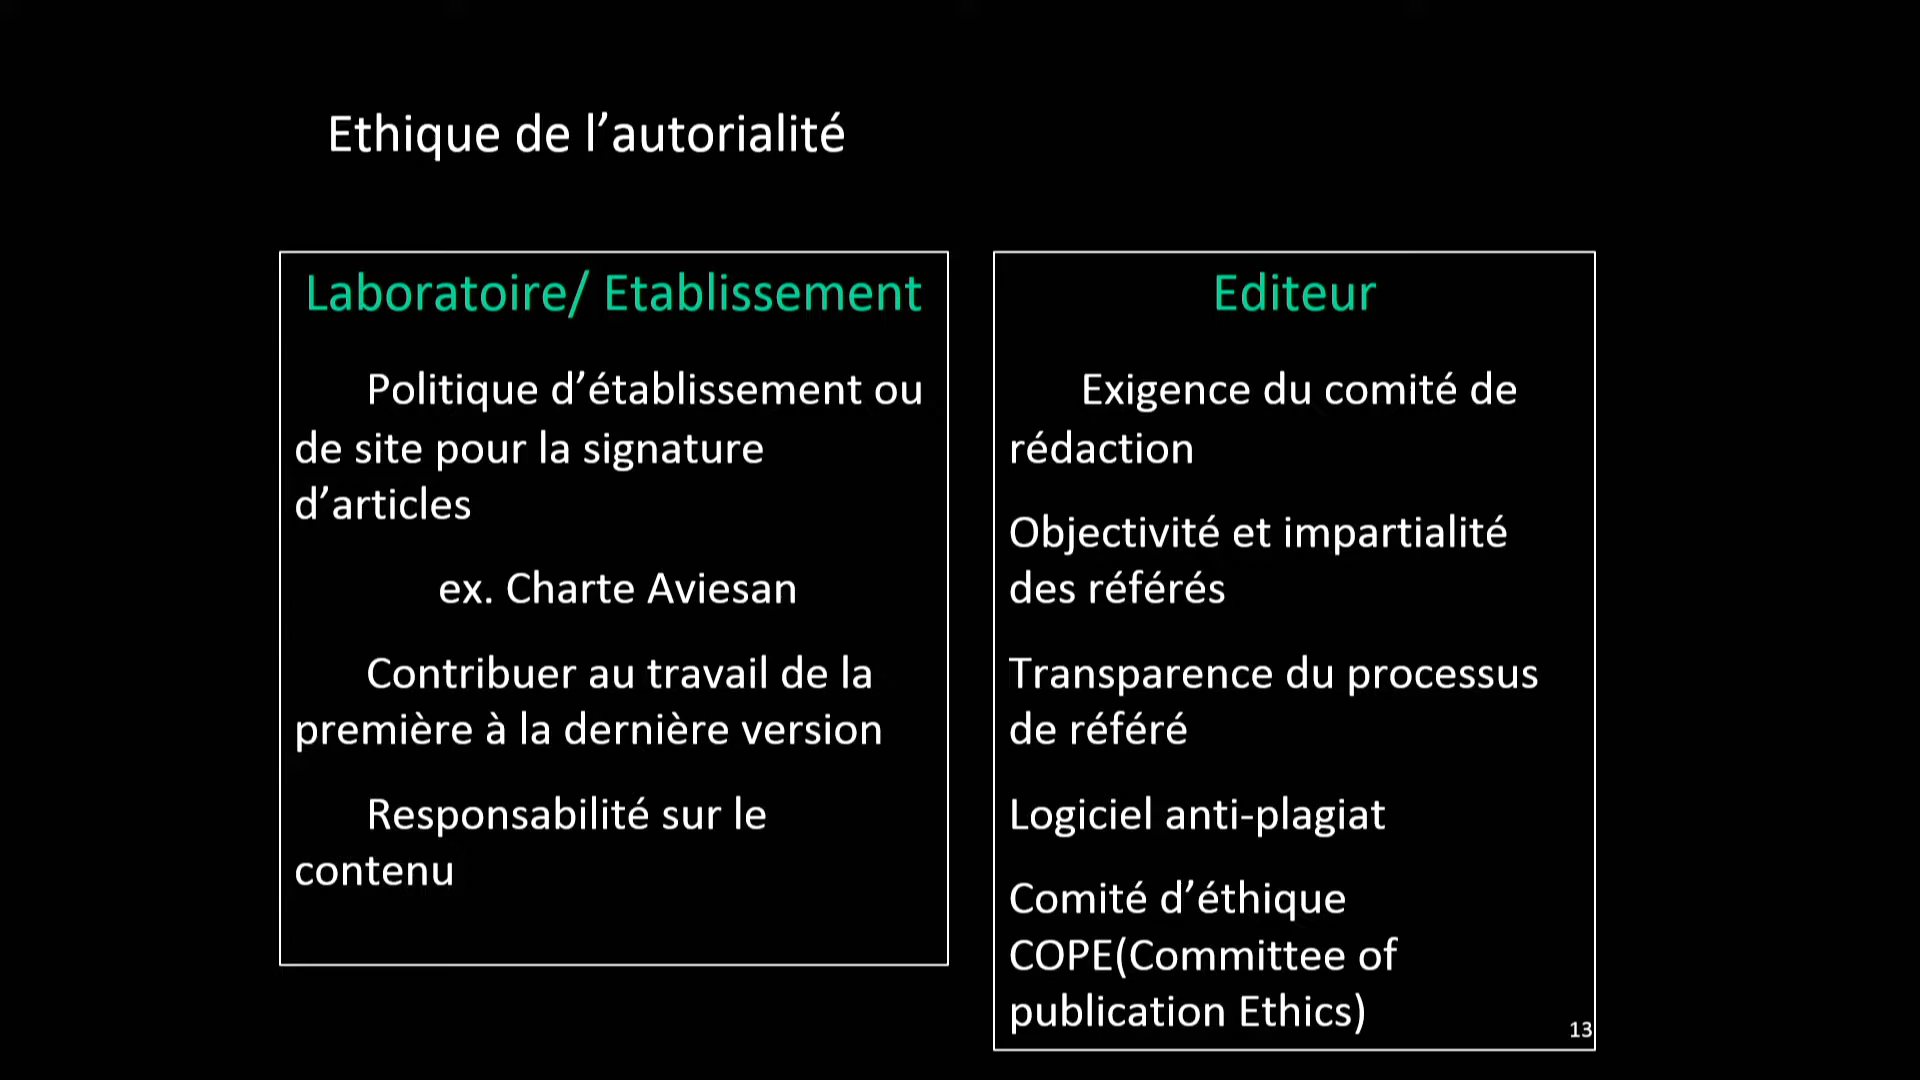 Ethique de l’autorialité
Laboratoire/ Etablissement
Politique d’établissement ou
de site pour la signature
d’articles
ex. Charte Aviesan
Contribuer au travail de la
première à la dernière version
Responsabilité sur le
contenu
Editeur
Exigence du comité de
rédaction
Objectivité et impartialité
des référés
Transparence du processus
de référé
Logiciel anti-plagiat
Comité d’éthique
COPE(Committee of
publication Ethics)
13